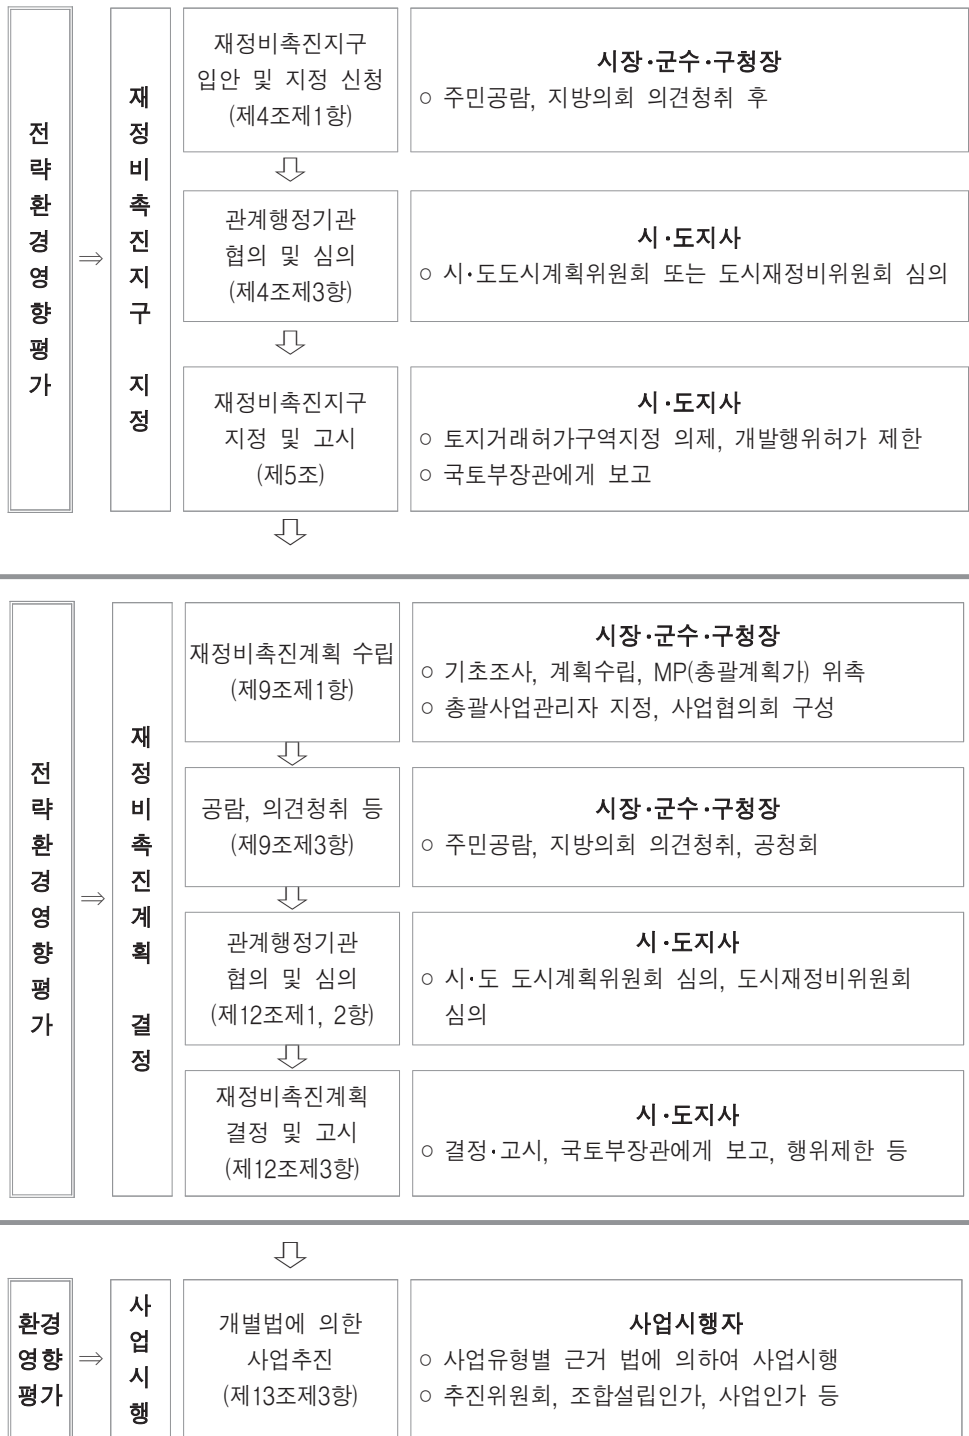 전략환경영향평가
⇒
재정비촉진지구 지정
재정비촉진지구
입안 및 지정 신청
(제4조제1항)
시장·군수·구청장
○ 주민공람, 지방의회 의견청취 후
관계행정기관
협의 및 심의
(제4조제3항)
시·도지사
○ 시·도도시계획위원회 또는 도시재정비위원회 심의
재정비촉진지구
지정 및 고시
(제5조)
시·도지사
○ 토지거래허가구역지정 의제, 개발행위허가 제한
○ 국토부장관에게 보고
전략환경영향평가
⇒
재정비촉진계획 결정
재정비촉진계획 수립
(제9조제1항)
시장·군수·구청장
○ 기초조사, 계획수립, MP(총괄계획가) 위촉
○ 총괄사업관리자 지정, 사업협의회 구성
공람, 의견청취 등
(제9조제3항)
시장·군수·구청장
○ 주민공람, 지방의회 의견청취, 공청회
관계행정기관
협의 및 심의
(제12조제1, 2항)
시·도지사
○ 시·도 도시계획위원회 심의, 도시재정비위원회
심의
재정비촉진계획
결정 및 고시
(제12조제3항)
시·도지사
○ 결정·고시, 국토부장관에게 보고, 행위제한 등
환경
영향
평가
⇒
사업시행
개별법에 의한
사업추진
(제13조제3항)
사업시행자
○ 사업유형별 근거 법에 의하여 사업시행
○ 추진위원회, 조합설립인가, 사업인가 등